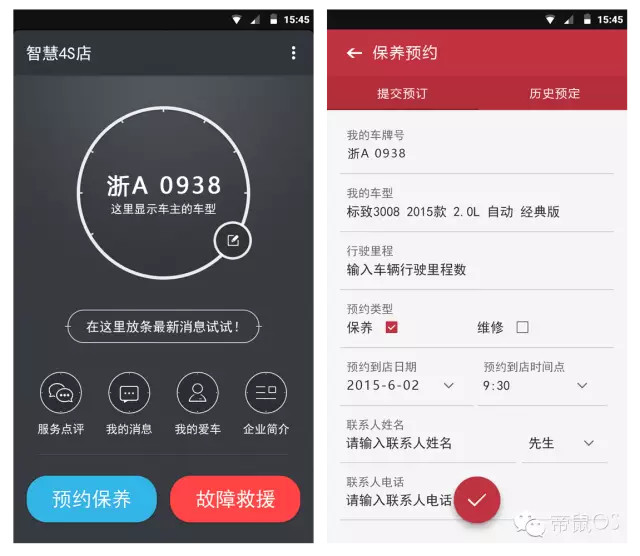 15:45
智慧4S店
浙A 0938
这里显示车主的车型
在这里放条最新消息试试！
服务点评 我的消息 我的爱车 企业简介
预约保养 故障救援
15:45
保养预约
提交预订 历史预定
我的车牌号
浙A 0938
我的车型
标致3008 2015款 2.0L 自动 经典版
行驶里程
输入车辆行驶里程数
预约类型
保养 维修
预约到店日期 预约到店时间点
2015-6-02 9:30
联系人姓名
请输入联系人姓名 先生
联系人电话
请输入联系人电话
帝鼠OS